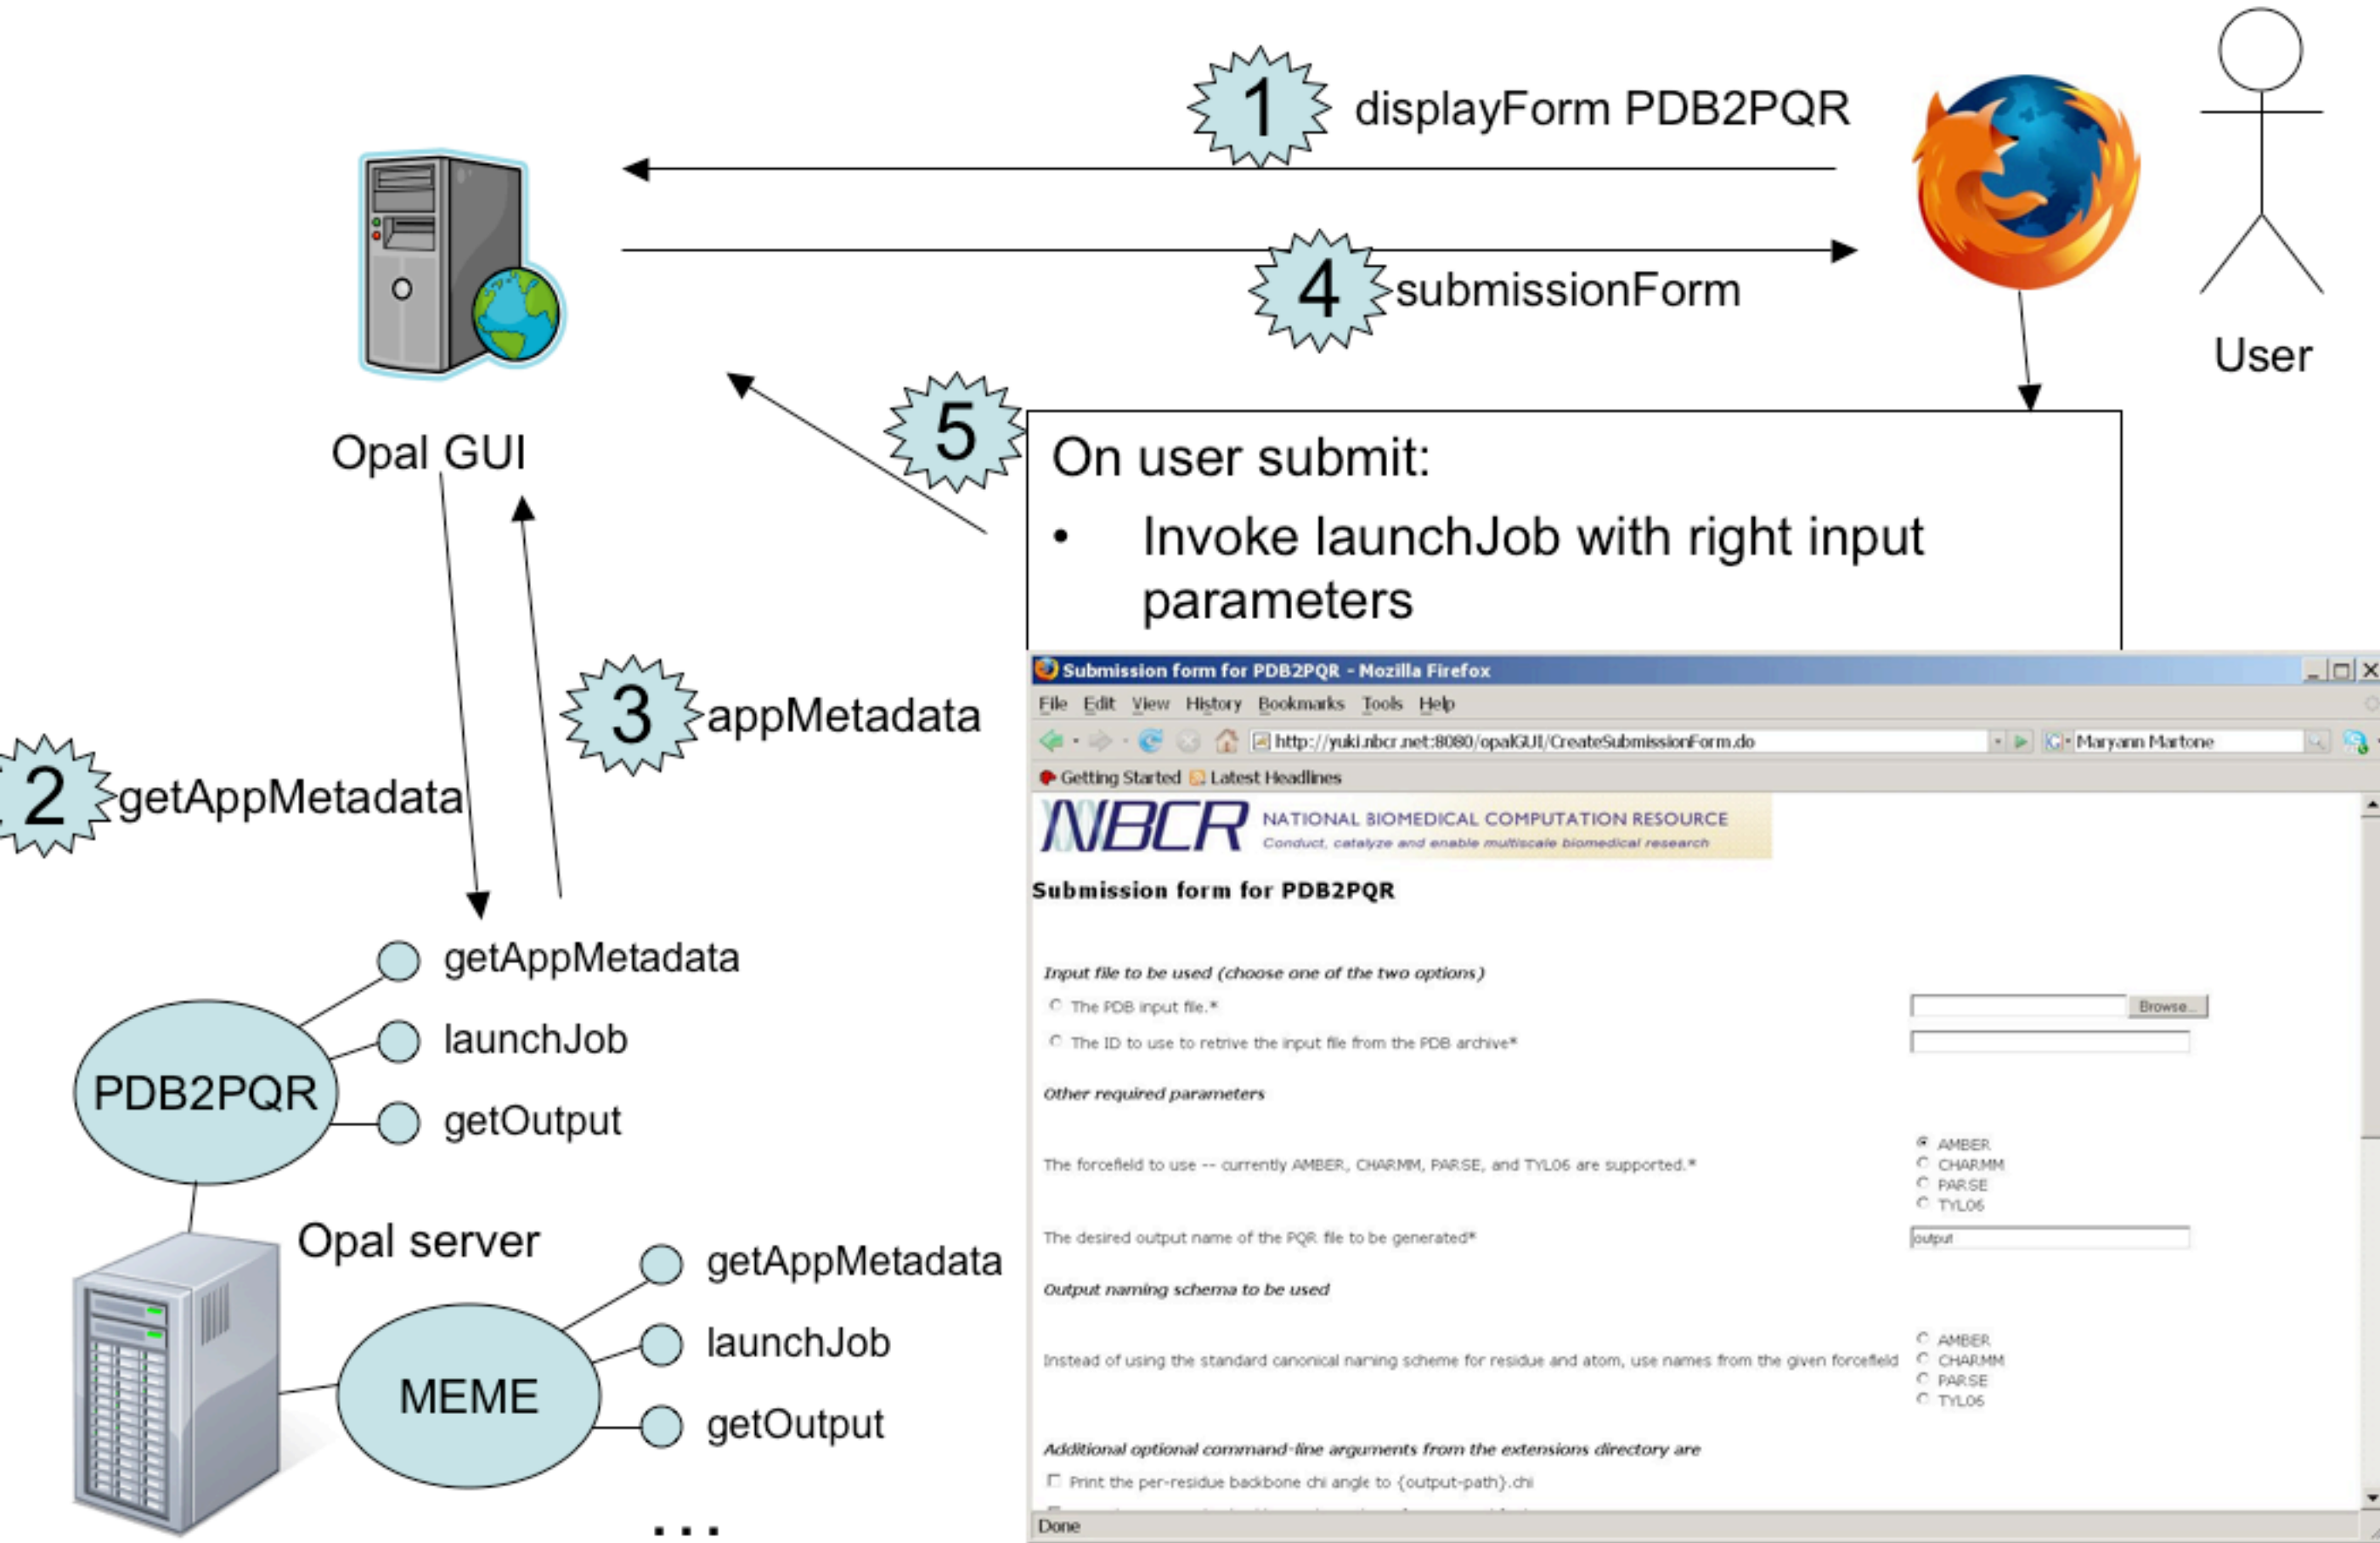 1 displayForm PDB2PQR
4 submissionForm
User
Opal GUI
5
On user submit:
• Invoke launchJob with right input
parameters
3 appMetadata
2 getAppMetadata
getAppMetadata
launchJob
getOutput
PDB2PQR
Opal server
getAppMetadata
launchJob
getOutput
MEME
...
Submission form for PDB2PQR - Mozilla Firefox
File Edit View History Bookmarks Tools Help
http://yuki.nbcr.net:8080/opalGUI/CreateSubmissionForm.do
G Maryann Martone
Getting Started Latest Headlines
NBCR NATIONAL BIOMEDICAL COMPUTATION RESOURCE
Conduct, catalyze and enable multiscale biomedical research
Submission form for PDB2PQR
Input file to be used (choose one of the two options)
The PDB input file.*
Browse...
The ID to use to retrive the input file from the PDB archive*
Other required parameters
The forcefield to use -- currently AMBER, CHARMM, PARSE, and TYL06 are supported.*
AMBER
CHARMM
PARSE
TYL06
The desired output name of the PQR file to be generated*
output
Output naming schema to be used
Instead of using the standard canonical naming scheme for residue and atom, use names from the given forcefield
AMBER
CHARMM
PARSE
TYL06
Additional optional command-line arguments from the extensions directory are
Print the per-residue backbone chi angle to {output-path}.chi
Done